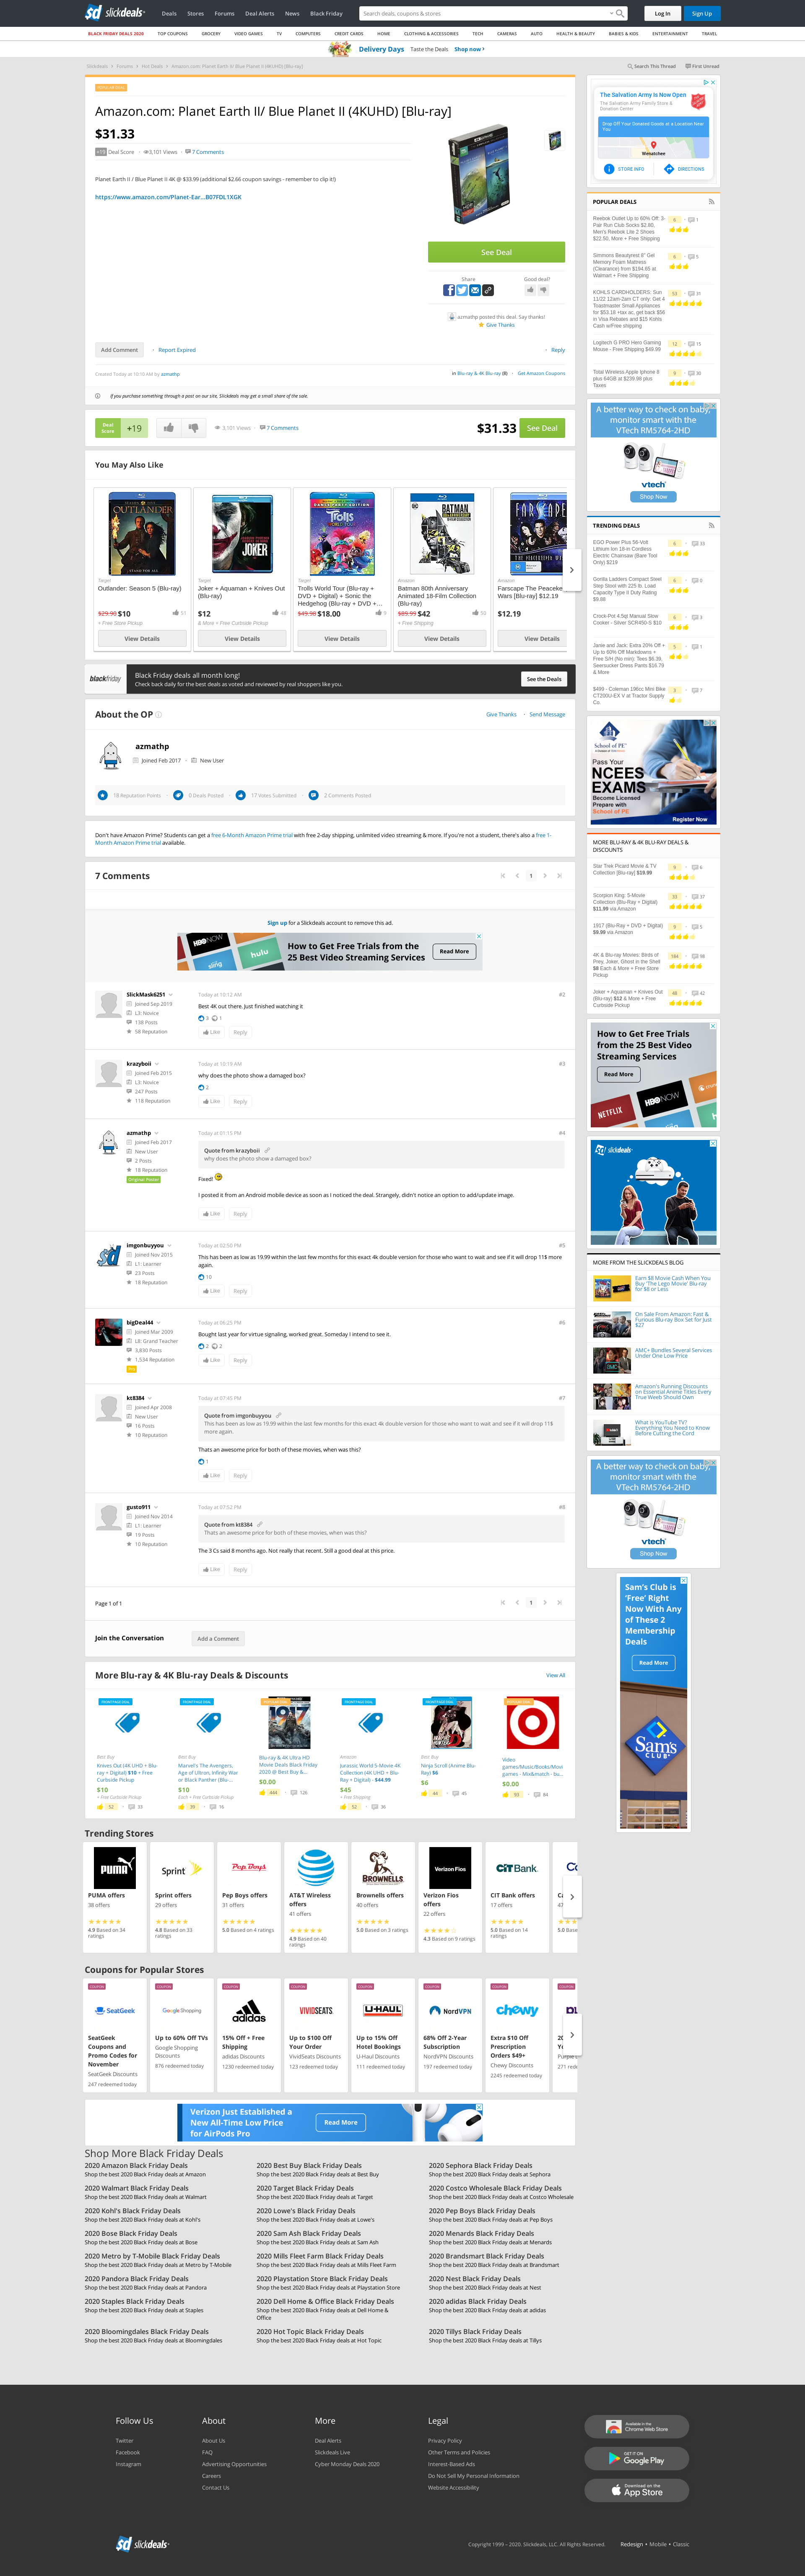 slickdeals
Deals Stores Forums Deal Alerts News Black Friday
Search deals, coupons & stores
Log In Sign Up
BLACK FRIDAY DEALS 2020 TOP COUPONS GROCERY VIDEO GAMES TV COMPUTERS CREDIT CARDS HOME CLOTHING & ACCESSORIES TECH CAMERAS AUTO HEALTH & BEAUTY BABIES & KIDS ENTERTAINMENT TRAVEL
Delivery Days Taste the Deals Shop now
Slickdeals Forums Hot Deals Amazon.com: Planet Earth II/ Blue Planet II (4KUHD) [Blu-ray]
Search This Thread First Unread
Amazon.com: Planet Earth II/ Blue Planet II (4KUHD) [Blu-ray]
$31.33
+19 Deal Score 3,101 Views 7 Comments
Planet Earth II / Blue Planet II 4K @ $33.99 (additional $2.66 coupon savings - remember to clip it!)
https://www.amazon.com/Planet-Ear...B07FDL1XGK
See Deal
Share Good deal?
azmathp posted this deal. Say thanks!
Give Thanks
Add Comment Report Expired Reply
Created Today at 10:10 AM by azmathp
in Blu-ray & 4K Blu-ray (8) Get Amazon Coupons
If you purchase something through a post on our site, Slickdeals may get a small share of the sale.
Deal Score +19 3,101 Views 7 Comments $31.33 See Deal
You May Also Like
Target
Outlander: Season 5 (Blu-ray)
$29.90 $10 51
+ Free Store Pickup
View Details
Target
Joker + Aquaman + Knives Out (Blu-ray)
$12 48
& More + Free Curbside Pickup
View Details
Target
Trolls World Tour (Blu-ray + DVD + Digital) + Sonic the Hedgehog (Blu-ray + DVD +...
$49.98 $18.00 9
View Details
Amazon
Batman 80th Anniversary Animated 18-Film Collection (Blu-ray)
$99.99 $42 50
+ Free Shipping
View Details
Amazon
Farscape The Peacekee
Wars [Blu-ray] $12.19
$12.19
View Details
blackfriday
Black Friday deals all month long!
Check back daily for the best deals as voted and reviewed by real shoppers like you.
See the Deals
About the OP
Give Thanks Send Message
azmathp
Joined Feb 2017 New User
18 Reputation Points 0 Deals Posted 17 Votes Submitted 2 Comments Posted
Don't have Amazon Prime? Students can get a free 6-Month Amazon Prime trial with free 2-day shipping, unlimited video streaming & more. If you're not a student, there's also a free 1-
Month Amazon Prime trial available.
7 Comments
1
Sign up for a Slickdeals account to remove this ad.
HBO NOW hulu
How to Get Free Trials from the
25 Best Video Streaming Services
Read More
SlickMask6251
Joined Sep 2019
L3: Novice
138 Posts
58 Reputation
Today at 10:12 AM #2
Best 4K out there. Just finished watching it
3 1
Like Reply
krazyboii
Joined Feb 2015
L3: Novice
247 Posts
118 Reputation
Today at 10:19 AM #3
why does the photo show a damaged box?
2
Like Reply
azmathp
Joined Feb 2017
New User
2 Posts
18 Reputation
Original Poster
Today at 01:15 PM #4
Quote from krazyboii
why does the photo show a damaged box?
Fixed!
I posted it from an Android mobile device as soon as I noticed the deal. Strangely, didn't notice an option to add/update image.
Like Reply
imgonbuyyou
Joined Nov 2015
L1: Learner
23 Posts
18 Reputation
Today at 02:50 PM #5
This has been as low as 19.99 within the last few months for this exact 4k double version for those who want to wait and see if it will drop 11$ more
again.
10
Like Reply
bigDeal44
Joined Mar 2009
L8: Grand Teacher
3,830 Posts
1,534 Reputation
Pro
Today at 06:25 PM #6
Bought last year for virtue signaling, worked great. Someday I intend to see it.
2 2
Like Reply
kt8384
Joined Apr 2008
New User
16 Posts
10 Reputation
Today at 07:45 PM #7
Quote from imgonbuyyou
This has been as low as 19.99 within the last few months for this exact 4k double version for those who want to wait and see if it will drop 11$
more again.
Thats an awesome price for both of these movies, when was this?
1
Like Reply
gusto911
Joined Nov 2014
L1: Learner
19 Posts
10 Reputation
Today at 07:52 PM #8
Quote from kt8384
Thats an awesome price for both of these movies, when was this?
The 3 Cs said 8 months ago. Not really that recent. Still a good deal at this price.
Like Reply
Page 1 of 1 1
Join the Conversation Add a Comment
More Blu-ray & 4K Blu-ray Deals & Discounts View All
Best Buy
Knives Out (4K UHD + Blu-ray + Digital) $10 + Free Curbside Pickup
$10
+ Free Curbside Pickup
52 33
Best Buy
Marvel's The Avengers, Age of Ultron, Infinity War or Black Panther (Blu-...
$10
Each + Free Curbside Pickup
39 16
1917
Blu-ray & 4K Ultra HD Movie Deals Black Friday 2020 @ Best Buy &...
$0.00
444 126
Amazon
Jurassic World 5-Movie 4K Collection (4K UHD + Blu-Ray + Digital) - $44.99
$45
+ Free Shipping
52 36
Best Buy
Ninja Scroll (Anime Blu-Ray) $6
$6
44 45
Video games/Music/Books/Movi games - Mix&match - bu...
$0.00
93 84
Trending Stores
PUMA offers
38 offers
4.9 Based on 34 ratings
Sprint offers
29 offers
4.8 Based on 33 ratings
Pep Boys offers
31 offers
5.0 Based on 4 ratings
AT&T Wireless offers
41 offers
4.9 Based on 40 ratings
Brownells offers
40 offers
5.0 Based on 3 ratings
Verizon Fios offers
22 offers
4.3 Based on 9 ratings
CIT Bank offers
17 offers
5.0 Based on 14 ratings
Coupons for Popular Stores
SeatGeek Coupons and Promo Codes for November
SeatGeek Discounts
247 redeemed today
Up to 60% Off TVs
Google Shopping Discounts
876 redeemed today
15% Off + Free Shipping
adidas Discounts
1230 redeemed today
Up to $100 Off Your Order
VividSeats Discounts
123 redeemed today
Up to 15% Off Hotel Bookings
U-Haul Discounts
111 redeemed today
68% Off 2-Year Subscription
NordVPN Discounts
197 redeemed today
Extra $10 Off Prescription Orders $49+
Chewy Discounts
2245 redeemed today
Verizon Just Established a
New All-Time Low Price
for AirPods Pro
Read More
Shop More Black Friday Deals
2020 Amazon Black Friday Deals
Shop the best 2020 Black Friday deals at Amazon
2020 Best Buy Black Friday Deals
Shop the best 2020 Black Friday deals at Best Buy
2020 Sephora Black Friday Deals
Shop the best 2020 Black Friday deals at Sephora
2020 Walmart Black Friday Deals
Shop the best 2020 Black Friday deals at Walmart
2020 Target Black Friday Deals
Shop the best 2020 Black Friday deals at Target
2020 Costco Wholesale Black Friday Deals
Shop the best 2020 Black Friday deals at Costco Wholesale
2020 Kohl's Black Friday Deals
Shop the best 2020 Black Friday deals at Kohl's
2020 Lowe's Black Friday Deals
Shop the best 2020 Black Friday deals at Lowe's
2020 Pep Boys Black Friday Deals
Shop the best 2020 Black Friday deals at Pep Boys
2020 Bose Black Friday Deals
Shop the best 2020 Black Friday deals at Bose
2020 Sam Ash Black Friday Deals
Shop the best 2020 Black Friday deals at Sam Ash
2020 Menards Black Friday Deals
Shop the best 2020 Black Friday deals at Menards
2020 Metro by T-Mobile Black Friday Deals
Shop the best 2020 Black Friday deals at Metro by T-Mobile
2020 Mills Fleet Farm Black Friday Deals
Shop the best 2020 Black Friday deals at Mills Fleet Farm
2020 Brandsmart Black Friday Deals
Shop the best 2020 Black Friday deals at Brandsmart
2020 Pandora Black Friday Deals
Shop the best 2020 Black Friday deals at Pandora
2020 Playstation Store Black Friday Deals
Shop the best 2020 Black Friday deals at Playstation Store
2020 Nest Black Friday Deals
Shop the best 2020 Black Friday deals at Nest
2020 Staples Black Friday Deals
Shop the best 2020 Black Friday deals at Staples
2020 Dell Home & Office Black Friday Deals
Shop the best 2020 Black Friday deals at Dell Home &
Office
2020 adidas Black Friday Deals
Shop the best 2020 Black Friday deals at adidas
2020 Bloomingdales Black Friday Deals
Shop the best 2020 Black Friday deals at Bloomingdales
2020 Hot Topic Black Friday Deals
Shop the best 2020 Black Friday deals at Hot Topic
2020 Tillys Black Friday Deals
Shop the best 2020 Black Friday deals at Tillys
The Salvation Army Is Now Open
The Salvation Army Family Store & Donation Center
Drop Off Your Donated Goods at a Location Near You
Wenatchee
STORE INFO DIRECTIONS
POPULAR DEALS
Reebok Outlet Up to 60% Off: 3-Pair Run Club Socks $2.80, Men's Reebok Lite 2 Shoes $22.50, More + Free Shipping
6 1
Simmons Beautyrest 8" Gel Memory Foam Mattress (Clearance) from $194.85 at Walmart + Free Shipping
6 5
KOHLS CARDHOLDERS: Sun 11/22 12am-2am CT only: Get 4 Toastmaster Small Appliances for $53.18 +tax ac, get back $56 in Visa Rebates and $15 Kohls Cash w/Free shipping
53 31
Logitech G PRO Hero Gaming Mouse - Free Shipping $49.99
12 15
Total Wireless Apple Iphone 8 plus 64GB at $239.98 plus Taxes
9 30
A better way to check on baby,
monitor smart with the
VTech RM5764-2HD
vtech
Shop Now
TRENDING DEALS
EGO Power Plus 56-Volt Lithium Ion 18-in Cordless Electric Chainsaw (Bare Tool Only) $219
6 33
Gorilla Ladders Compact Steel Step Stool with 225 lb. Load Capacity Type II Duty Rating $9.88
6 0
Crock-Pot 4.5qt Manual Slow Cooker - Silver SCR450-S $10
6 3
Janie and Jack: Extra 20% Off + Up to 60% Off Markdowns + Free S/H (No min): Tees $6.39, Seersucker Dress Pants $16.79 & More
5 1
$499 - Coleman 196cc Mini Bike CT200U-EX V at Tractor Supply Co
3 7
School of PE
Pass Your
NCEES
EXAMS
Become Licensed
Prepare with
School of PE
Register Now
MORE BLU-RAY & 4K BLU-RAY DEALS &
DISCOUNTS
Star Trek Picard Movie & TV Collection [Blu-ray] $19.99
9 6
Scorpion King: 5-Movie Collection (Blu-Ray + Digital) $11.99 via Amazon
33 37
1917 (Blu-Ray + DVD + Digital) $9.99 via Amazon
9 5
4K & Blu-ray Movies: Birds of Prey, Joker, Ghost in the Shell $8 Each & More + Free Store Pickup
184 98
Joker + Aquaman + Knives Out (Blu-ray) $12 & More + Free Curbside Pickup
48 42
How to Get Free Trials
from the 25 Best Video
Streaming Services
Read More
NETFLIX HBO NOW
slickdeals
MORE FROM THE SLICKDEALS BLOG
Earn $8 Movie Cash When You Buy 'The Lego Movie' Blu-ray for $8 or Less
On Sale From Amazon: Fast & Furious Blu-ray Box Set for Just $27
AMC+ Bundles Several Services Under One Low Price
Amazon's Running Discounts on Essential Anime Titles Every True Weeb Should Own
What is YouTube TV? Everything You Need to Know Before Cutting the Cord
A better way to check on baby,
monitor smart with the
VTech RM5764-2HD
vtech
Shop Now
Sam's Club is
'Free' Right
Now With Any
of These 2
Membership
Deals
Read More
Sam's CLUB
Follow Us
Twitter
Facebook
Instagram
About
About Us
FAQ
Advertising Opportunities
Careers
Contact Us
More
Deal Alerts
Slickdeals Live
Cyber Monday Deals 2020
Legal
Privacy Policy
Other Terms and Policies
Interest-Based Ads
Do Not Sell My Personal Information
Website Accessibility
Available in the
Chrome Web Store
GET IT ON
Google Play
Download on the
App Store
slickdeals
Copyright 1999 - 2020. Slickdeals, LLC. All Rights Reserved. Redesign • Mobile • Classic